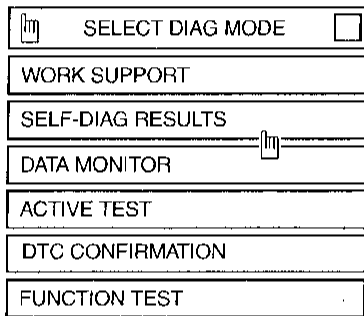 SELECT DIAG MODE
WORK SUPPORT
SELF-DIAG RESULTS
DATA MONITOR
ACTIVE TEST
DTC CONFIRMATION
FUNCTION TEST